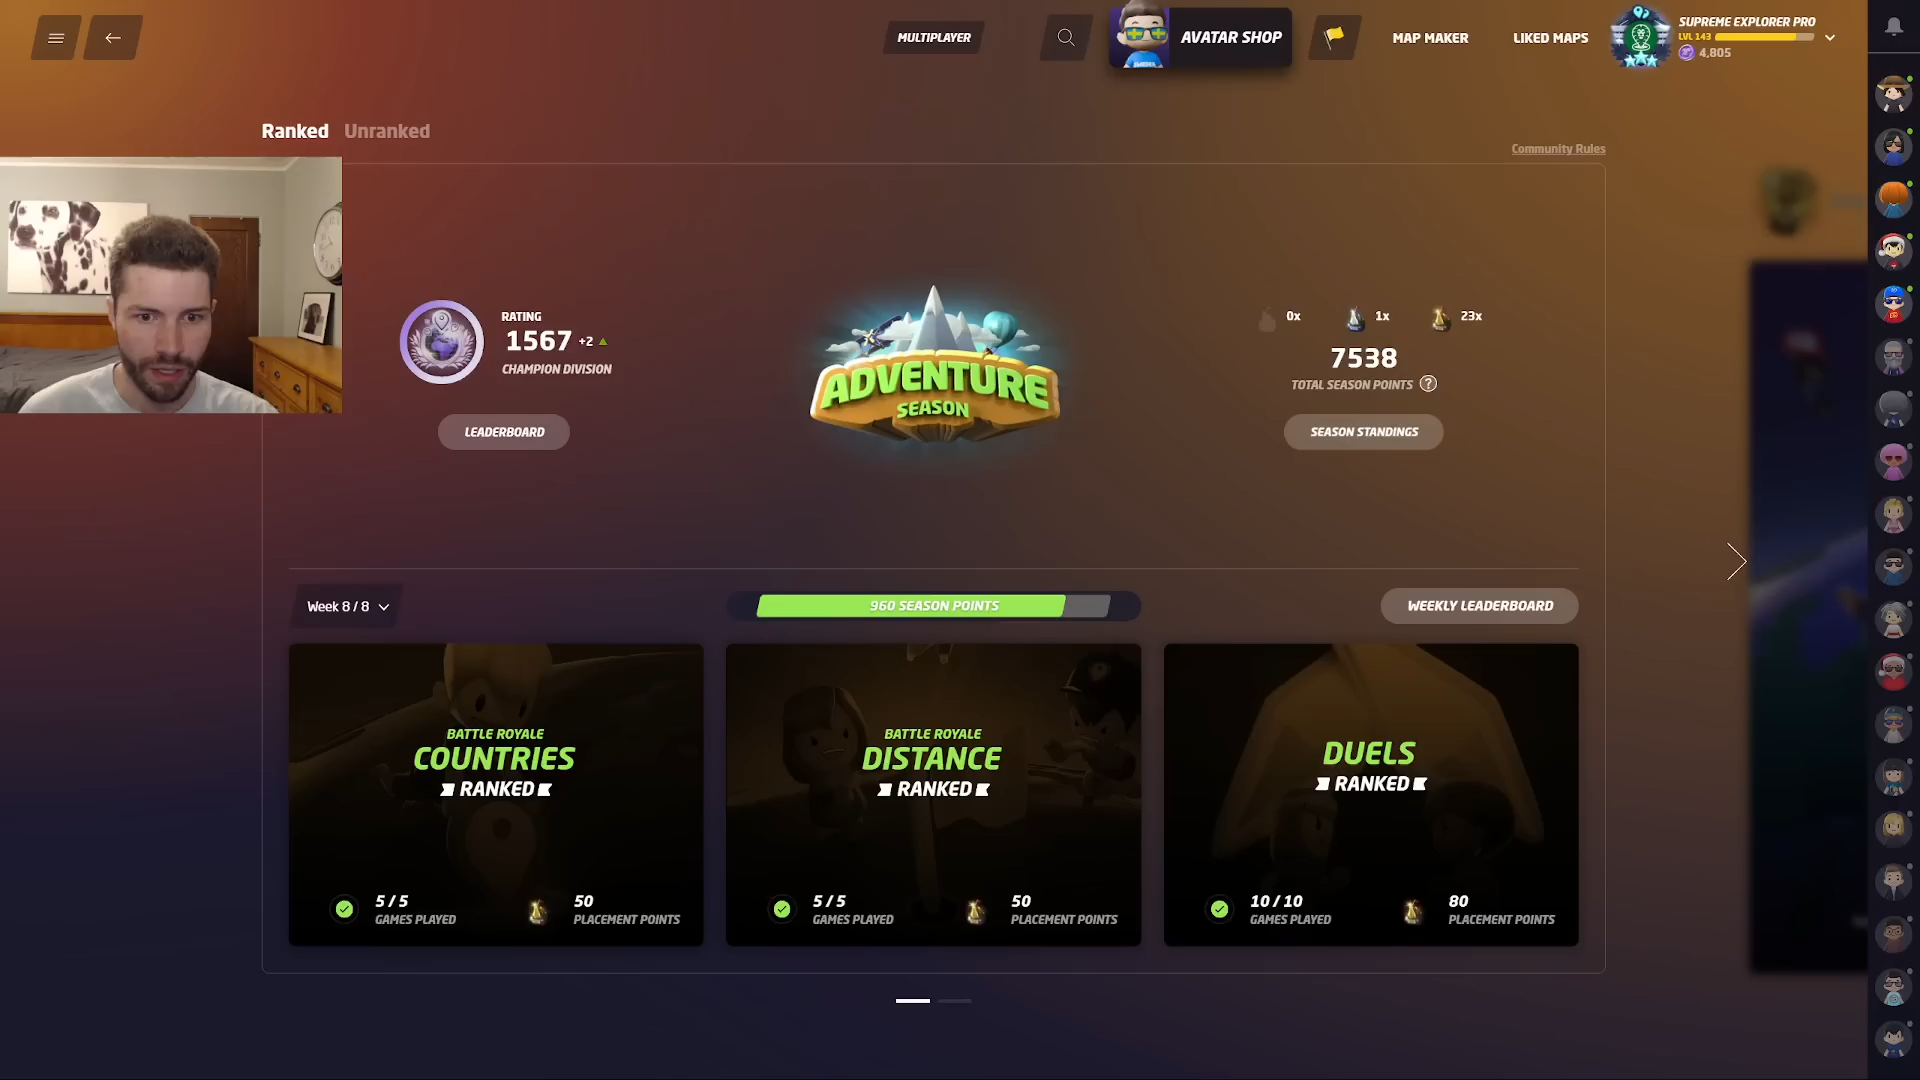 MULTIPLAYER
AVATAR SHOP
MAP MAKER
LIKED MAPS
SUPREME EXPLORER PRO
LVL 143
4,805
Ranked Unranked
Community Rules
RATING
1567 +2
CHAMPION DIVISION
LEADERBOARD
ADVENTURE
SEASON
0x 1x 23x
7538
TOTAL SEASON POINTS ?
SEASON STANDINGS
Week 8 / 8
960 SEASON POINTS
WEEKLY LEADERBOARD
BATTLE ROYALE
COUNTRIES
RANKED
5 / 5
GAMES PLAYED
50
PLACEMENT POINTS
BATTLE ROYALE
DISTANCE
RANKED
5 / 5
GAMES PLAYED
50
PLACEMENT POINTS
DUELS
RANKED
10 / 10
GAMES PLAYED
80
PLACEMENT POINTS